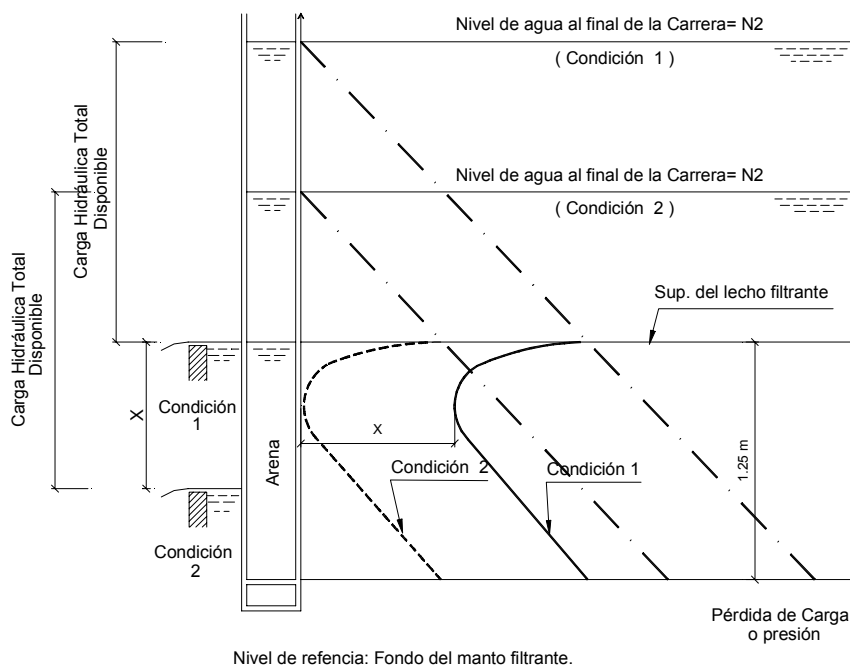 Nivel de agua al final de la Carrera= N2
( Condición 1 )
Carga Hidráulica Total
Disponible
Nivel de agua al final de la Carrera= N2
( Condición 2 )
Carga Hidráulica Total
Disponible
Sup. del lecho filtrante
X
Condición
1
X
Arena
Condición 2
Condición 1
1.25 m
Condición
2
Pérdida de Carga
o presión
Nivel de refencia: Fondo del manto filtrante.